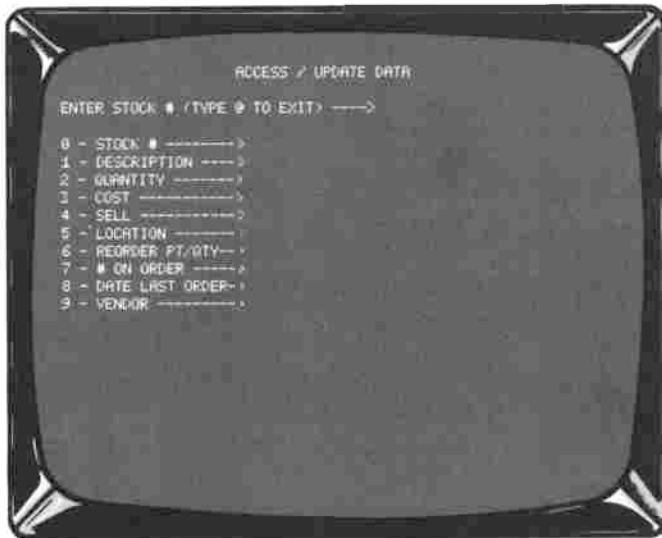 ACCESS / UPDATE DATA
ENTER STOCK # (TYPE @ TO EXIT) ---->
0 - STOCK # -------->
1 - DESCRIPTION ---->
2 - QUANTITY ------->
3 - COST ----------->
4 - SELL ----------->
5 - LOCATION ------->
6 - REORDER PT/QTY-->
7 - # ON ORDER ----->
8 - DATE LAST ORDER->
9 - VENDOR --------->